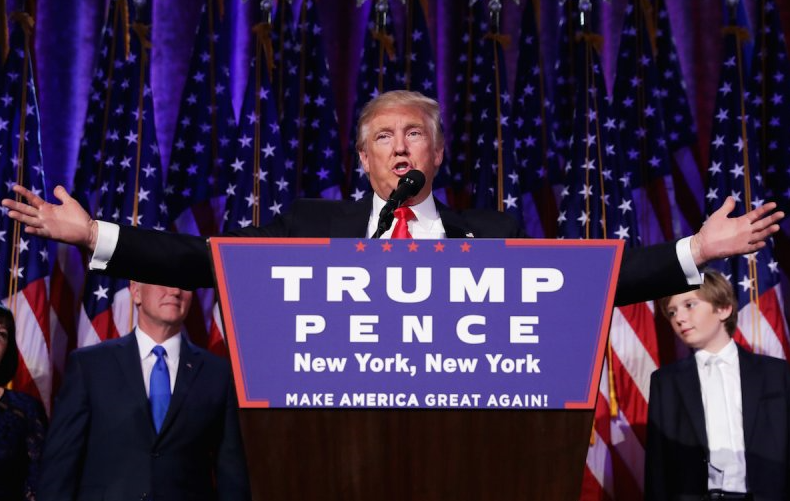 TRUMP
PENCE
New York, New York
MAKE AMERICA GREAT AGAIN!